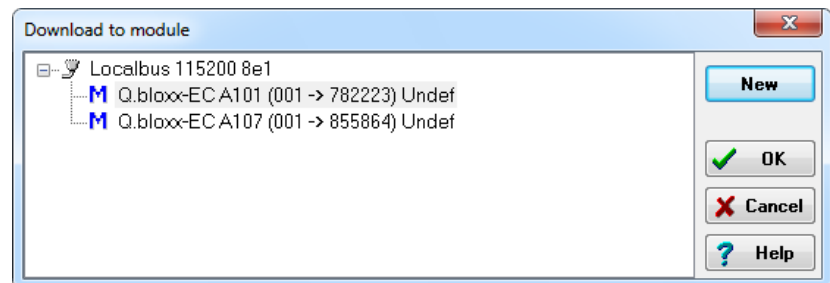 Download to module
Localbus 115200 8e1
M Q.bloxx-EC A101 (001 -> 782223) Undef
M Q.bloxx-EC A107 (001 -> 855864) Undef
New
OK
Cancel
? Help